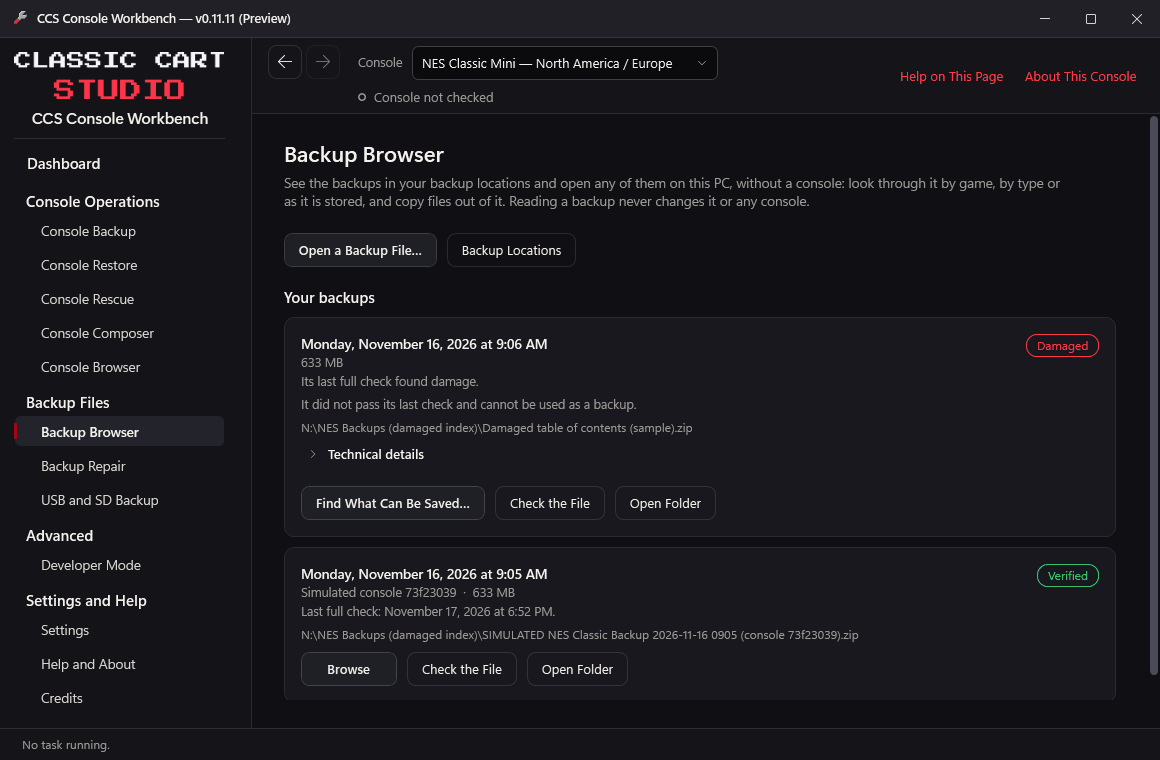 CCS Console Workbench — v0.11.11 (Preview)
CLASSIC CART
STUDIO
CCS Console Workbench
Dashboard
Console Operations
Console Backup
Console Restore
Console Rescue
Console Composer
Console Browser
Backup Files
Backup Browser
Backup Repair
USB and SD Backup
Advanced
Developer Mode
Settings and Help
Settings
Help and About
Credits
Console
NES Classic Mini — North America / Europe
Console not checked
Help on This Page
About This Console
Backup Browser
See the backups in your backup locations and open any of them on this PC, without a console: look through it by game, by type or
as it is stored, and copy files out of it. Reading a backup never changes it or any console.
Open a Backup File...
Backup Locations
Your backups
Monday, November 16, 2026 at 9:06 AM
Damaged
633 MB
Its last full check found damage.
It did not pass its last check and cannot be used as a backup.
N:\NES Backups (damaged index)\Damaged table of contents (sample).zip
Technical details
Find What Can Be Saved...
Check the File
Open Folder
Monday, November 16, 2026 at 9:05 AM
Verified
Simulated console 73f23039 · 633 MB
Last full check: November 17, 2026 at 6:52 PM.
N:\NES Backups (damaged index)\SIMULATED NES Classic Backup 2026-11-16 0905 (console 73f23039).zip
Browse
Check the File
Open Folder
No task running.